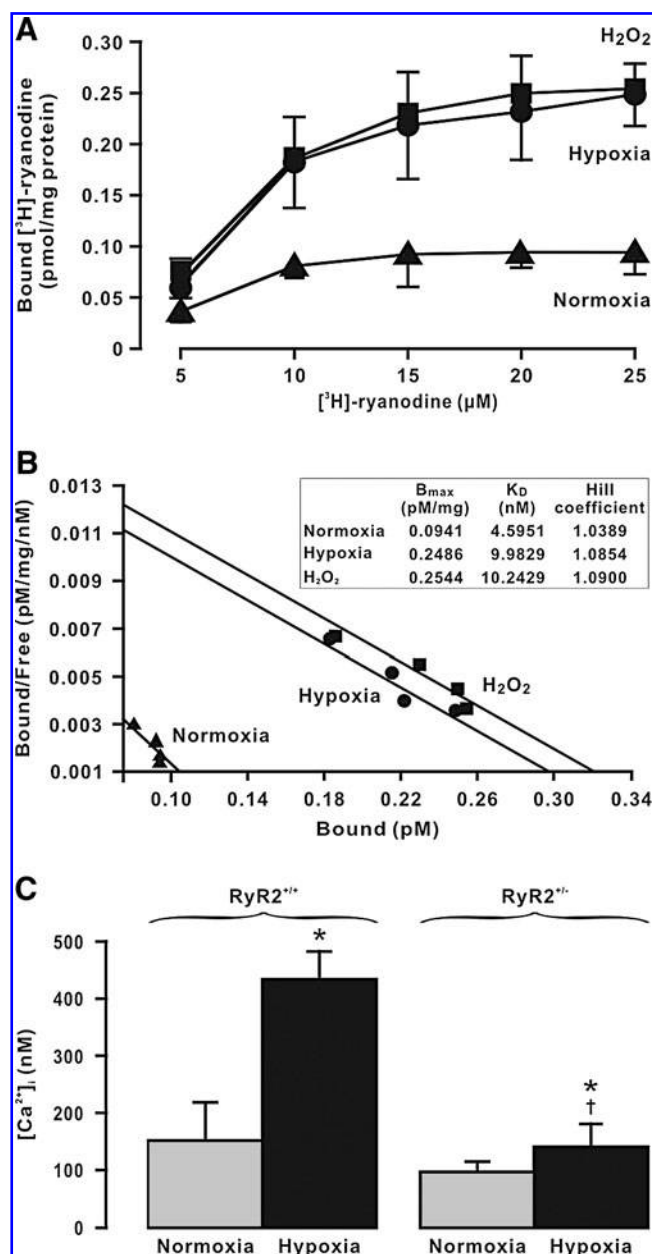 A
H₂O₂
Bound [³H]-ryanodine
(pmol/mg protein)
0.30
0.25
0.20
0.15
0.10
0.05
0
Hypoxia
Normoxia
5 10 15 20 25
[³H]-ryanodine (µM)
B
Bound/Free (pM/mg/nM)
0.013
0.011
0.009
0.007
0.005
0.003
0.001
Bmax KD Hill
(pM/mg) (nM) coefficient
Normoxia 0.0941 4.5951 1.0389
Hypoxia 0.2486 9.9829 1.0854
H₂O₂ 0.2544 10.2429 1.0900
Hypoxia
H₂O₂
Normoxia
0.10 0.14 0.18 0.22 0.26 0.30 0.34
Bound (pM)
C
RyR2⁺/⁺ RyR2⁺/⁻
[Ca²⁺]i (nM)
500
400
300
200
100
0
*
*
†
Normoxia Hypoxia Normoxia Hypoxia